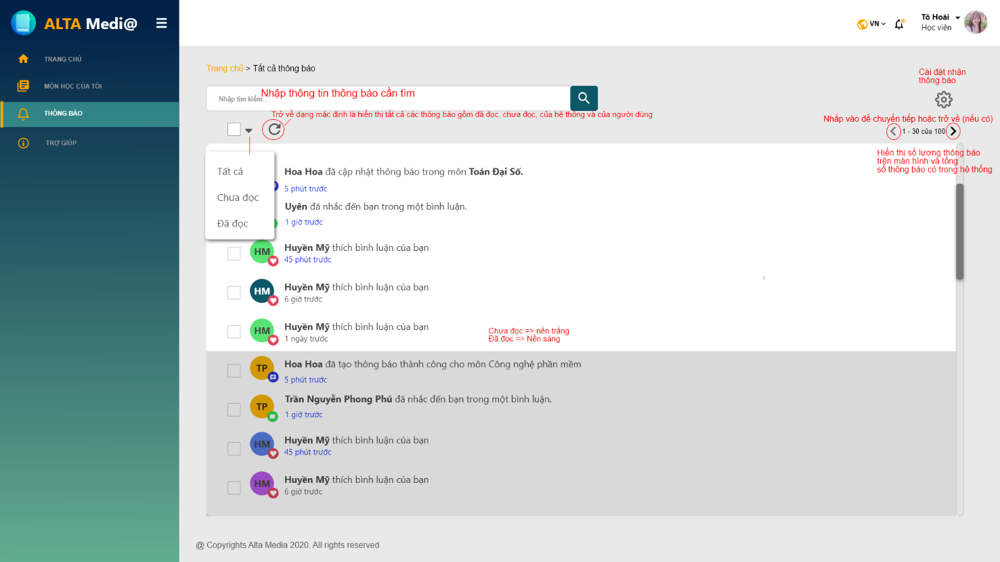 ALTA Medi@
VN
Tô Hoài
Học viên
TRANG CHỦ
MÔN HỌC CỦA TÔI
THÔNG BÁO
TRỢ GIÚP
Trang chủ > Tất cả thông báo
Cài đặt nhận
thông báo
Nhập tìm kiếm...
Nhập thông tin thông báo cần tìm
Trở về dạng mặc định là hiển thị tất cả các thông báo gồm đã đọc, chưa đọc, của hệ thống và của người dùng
Nhấp vào để chuyển tiếp hoặc trở về (nếu có)
1 - 30 của 100
Hiển thị số lượng thông báo
trên màn hình và tổng
số thông báo có trong hệ thống
Tất cả
Chưa đọc
Đã đọc
Hoa Hoa đã cập nhật thông báo trong môn Toán Đại Số.
5 phút trước
Uyên đã nhắc đến bạn trong một bình luận.
1 giờ trước
HM
Huyền Mỹ thích bình luận của bạn
45 phút trước
HM
Huyền Mỹ thích bình luận của bạn
6 giờ trước
HM
Huyền Mỹ thích bình luận của bạn
1 ngày trước
Chưa đọc => nền trắng
Đã đọc => Nền sáng
TP
Hoa Hoa đã tạo thông báo thành công cho môn Công nghệ phần mềm
5 phút trước
TP
Trần Nguyễn Phong Phú đã nhắc đến bạn trong một bình luận.
1 giờ trước
HM
Huyền Mỹ thích bình luận của bạn
45 phút trước
HM
Huyền Mỹ thích bình luận của bạn
6 giờ trước
@ Copyrights Alta Media 2020. All rights reserved